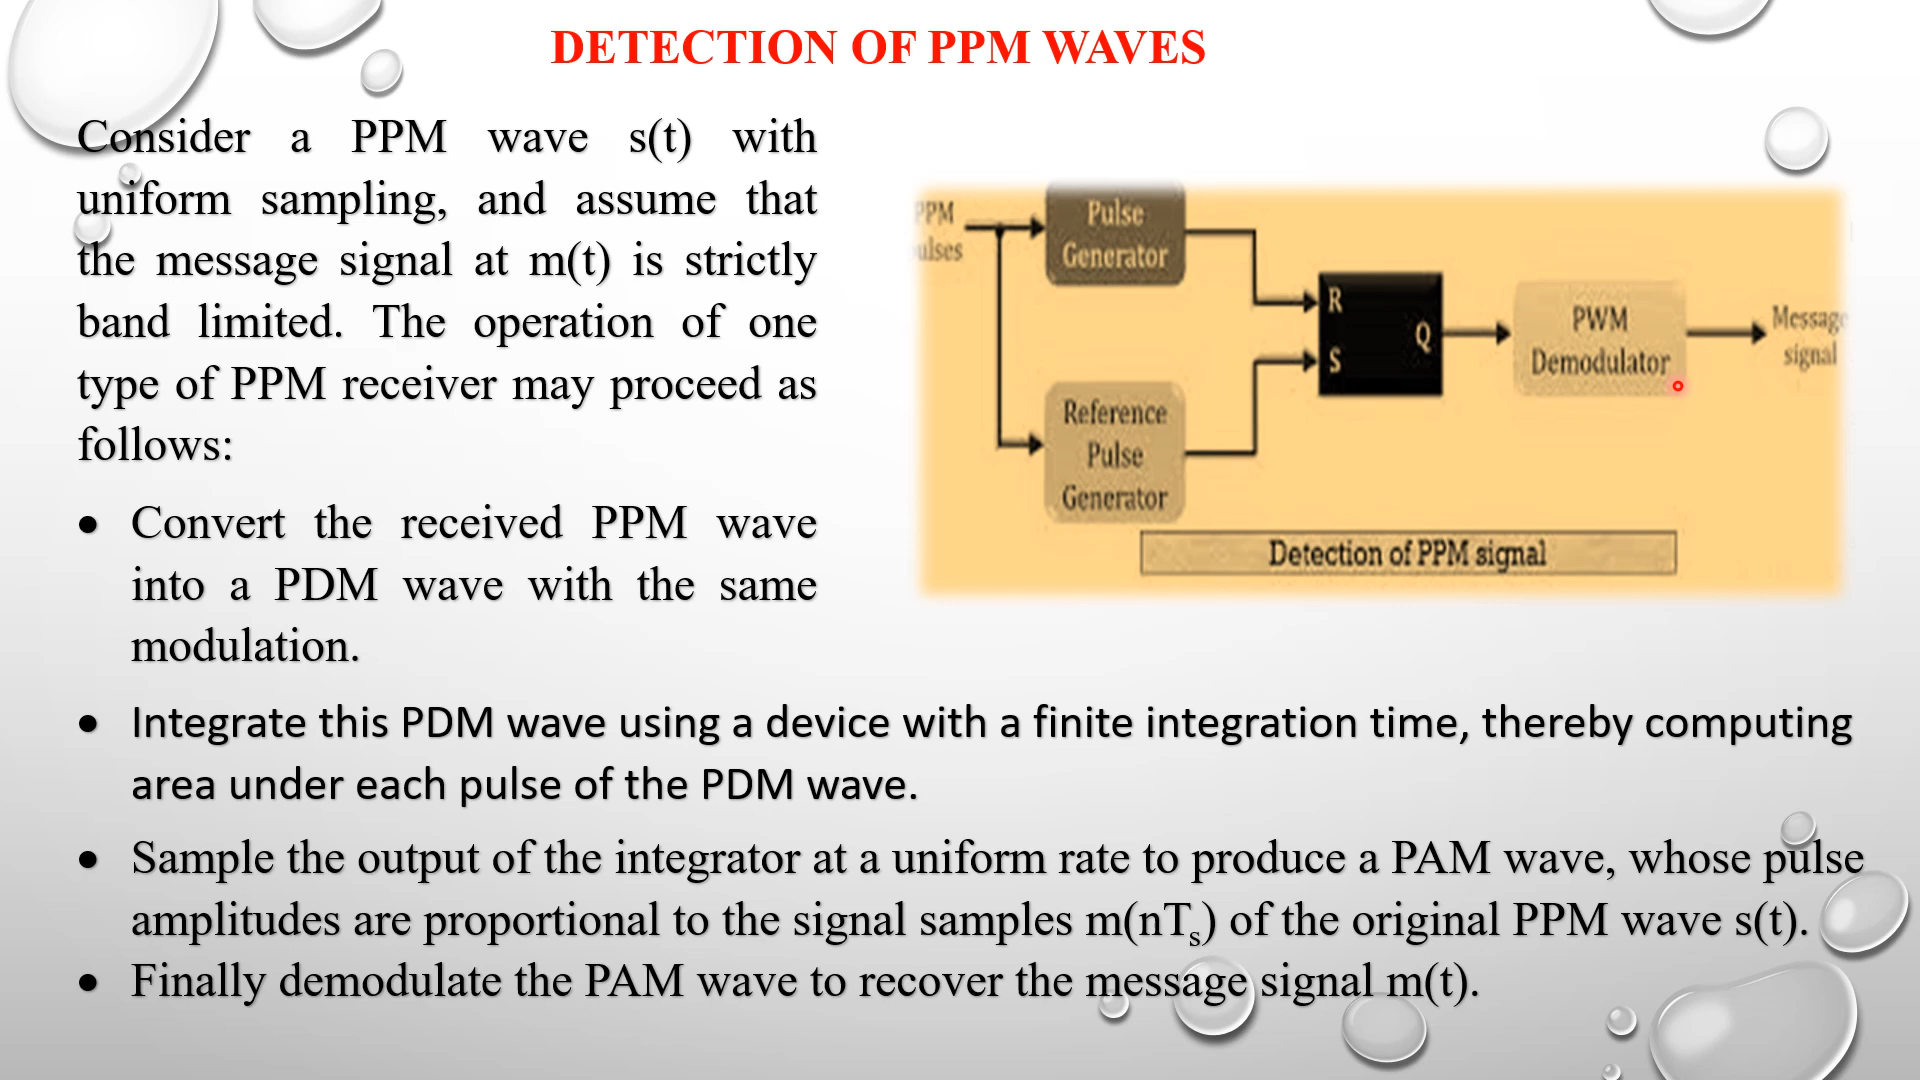 DETECTION OF PPM WAVES
Consider a PPM wave s(t) with
uniform sampling, and assume that
the message signal at m(t) is strictly
band limited. The operation of one
type of PPM receiver may proceed as
follows:
• Convert the received PPM wave
into a PDM wave with the same
modulation.
• Integrate this PDM wave using a device with a finite integration time, thereby computing
area under each pulse of the PDM wave.
• Sample the output of the integrator at a uniform rate to produce a PAM wave, whose pulse
amplitudes are proportional to the signal samples m(nTs) of the original PPM wave s(t).
• Finally demodulate the PAM wave to recover the message signal m(t).
PPM
ulses
Pulse
Generator
Reference
Pulse
Generator
R
S
Q
PWM
Demodulator
Message
signal
Detection of PPM signal